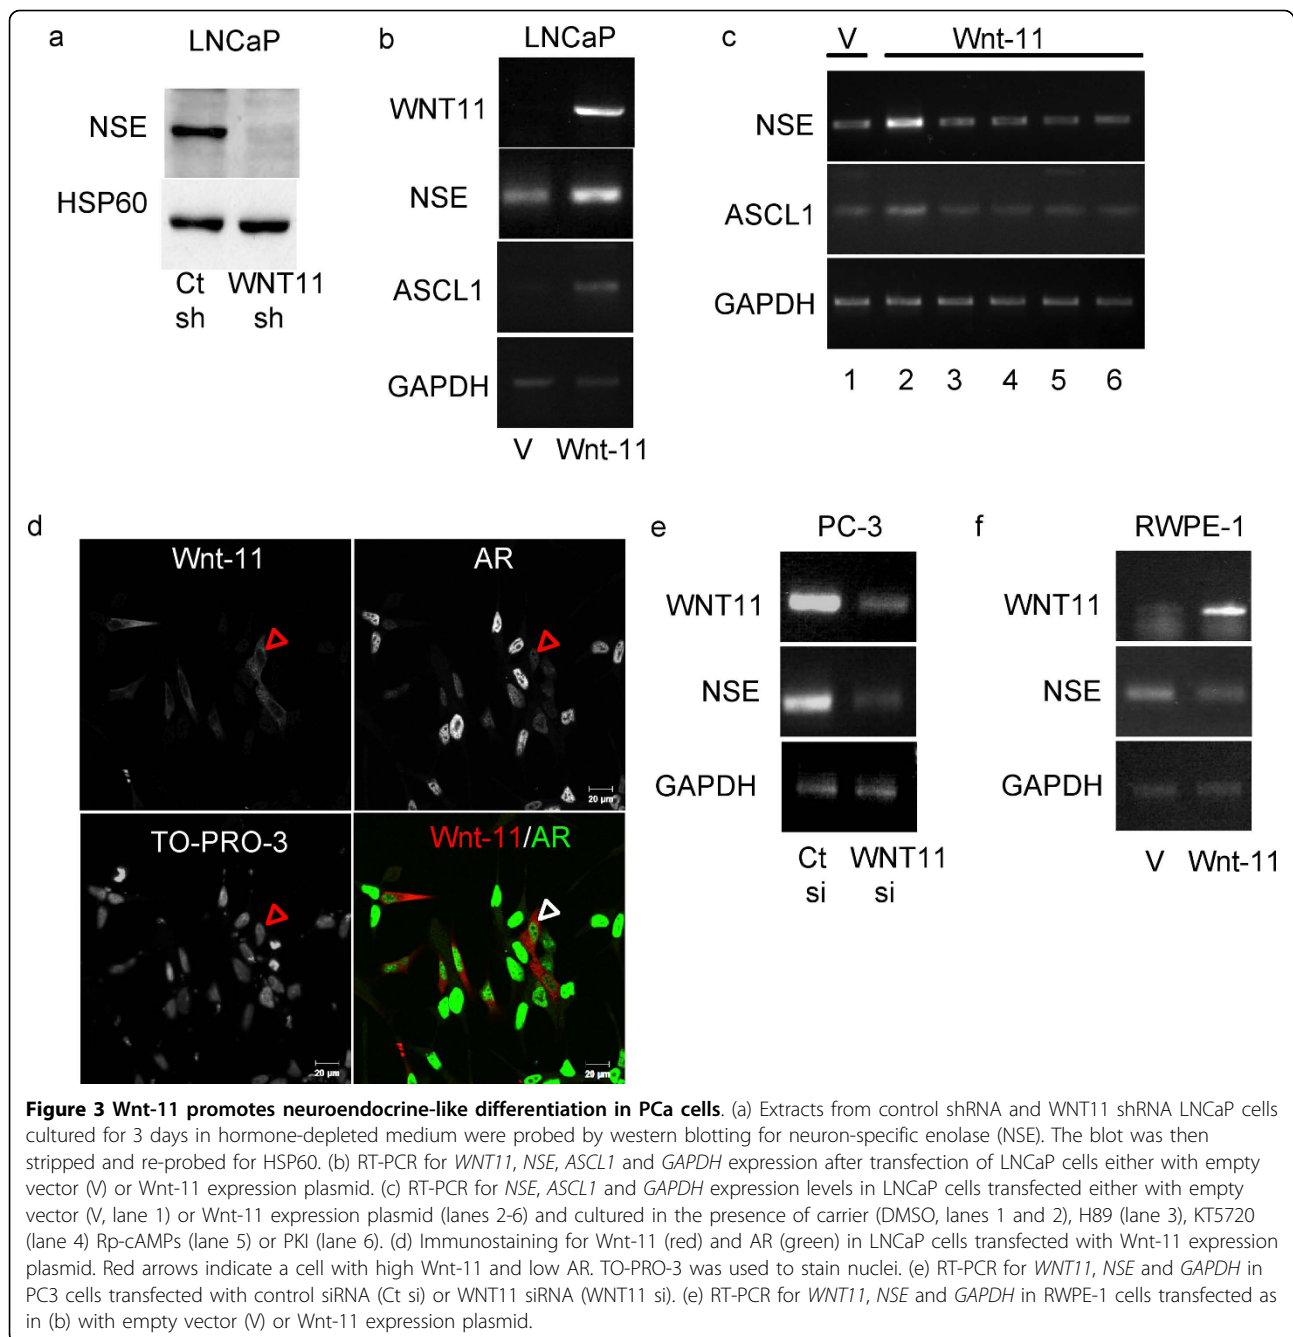 a
LNCaP
NSE
HSP60
Ct WNT11
sh sh
b
LNCaP
WNT11
NSE
ASCL1
GAPDH
V Wnt-11
c
V Wnt-11
NSE
ASCL1
GAPDH
1 2 3 4 5 6
d
Wnt-11
AR
20 µm
TO-PRO-3
20 µm
Wnt-11/AR
20 µm
e
PC-3
WNT11
NSE
GAPDH
Ct WNT11
si si
f
RWPE-1
WNT11
NSE
GAPDH
V Wnt-11
Figure 3 Wnt-11 promotes neuroendocrine-like differentiation in PCa cells. (a) Extracts from control shRNA and WNT11 shRNA LNCaP cells
cultured for 3 days in hormone-depleted medium were probed by western blotting for neuron-specific enolase (NSE). The blot was then
stripped and re-probed for HSP60. (b) RT-PCR for WNT11, NSE, ASCL1 and GAPDH expression after transfection of LNCaP cells either with empty
vector (V) or Wnt-11 expression plasmid. (c) RT-PCR for NSE, ASCL1 and GAPDH expression levels in LNCaP cells transfected either with empty
vector (V, lane 1) or Wnt-11 expression plasmid (lanes 2-6) and cultured in the presence of carrier (DMSO, lanes 1 and 2), H89 (lane 3), KT5720
(lane 4) Rp-cAMPs (lane 5) or PKI (lane 6). (d) Immunostaining for Wnt-11 (red) and AR (green) in LNCaP cells transfected with Wnt-11 expression
plasmid. Red arrows indicate a cell with high Wnt-11 and low AR. TO-PRO-3 was used to stain nuclei. (e) RT-PCR for WNT11, NSE and GAPDH in
PC3 cells transfected with control siRNA (Ct si) or WNT11 siRNA (WNT11 si). (e) RT-PCR for WNT11, NSE and GAPDH in RWPE-1 cells transfected as
in (b) with empty vector (V) or Wnt-11 expression plasmid.